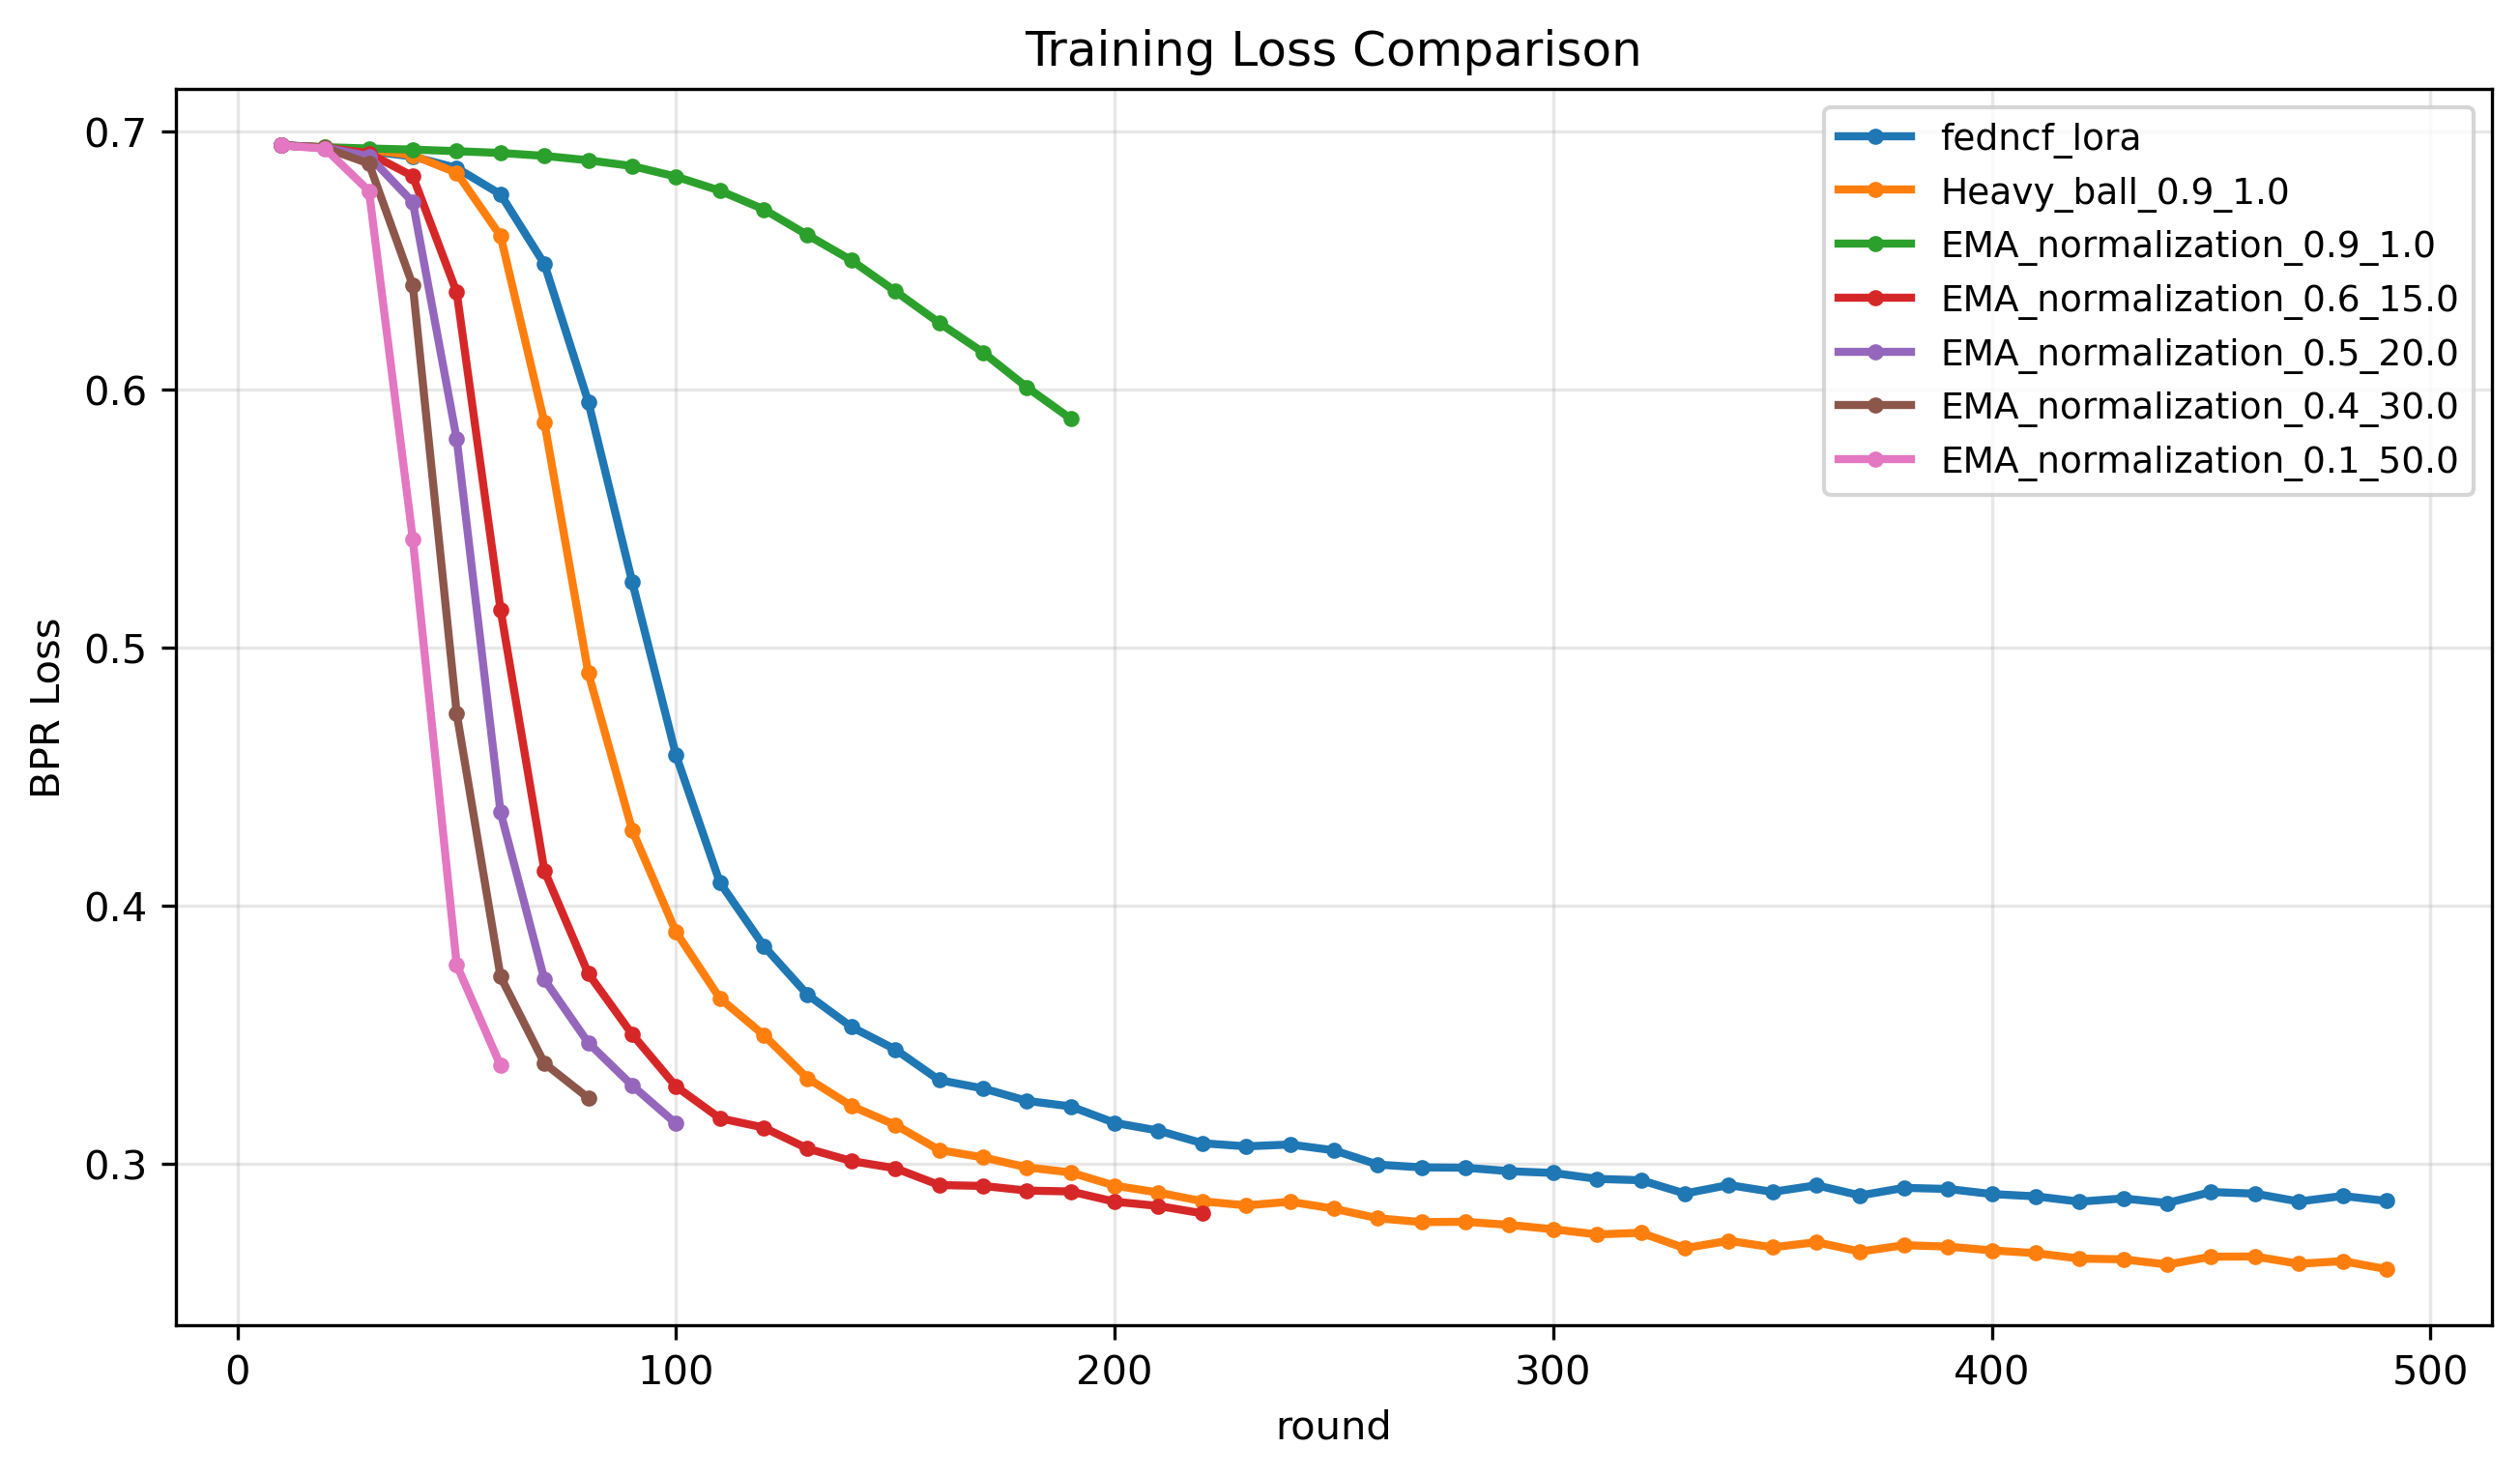 Training Loss Comparison
fedncf_lora
Heavy_ball_0.9_1.0
EMA_normalization_0.9_1.0
EMA_normalization_0.6_15.0
EMA_normalization_0.5_20.0
EMA_normalization_0.4_30.0
EMA_normalization_0.1_50.0
BPR Loss
0.7
0.6
0.5
0.4
0.3
0 100 200 300 400 500
round